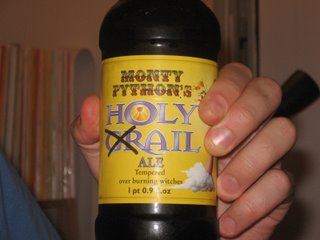 MONTY
PYTHON'S
HOLY
GRAIL
ALE
Tempered
over burning witches
1 pt 0.9 fl.oz